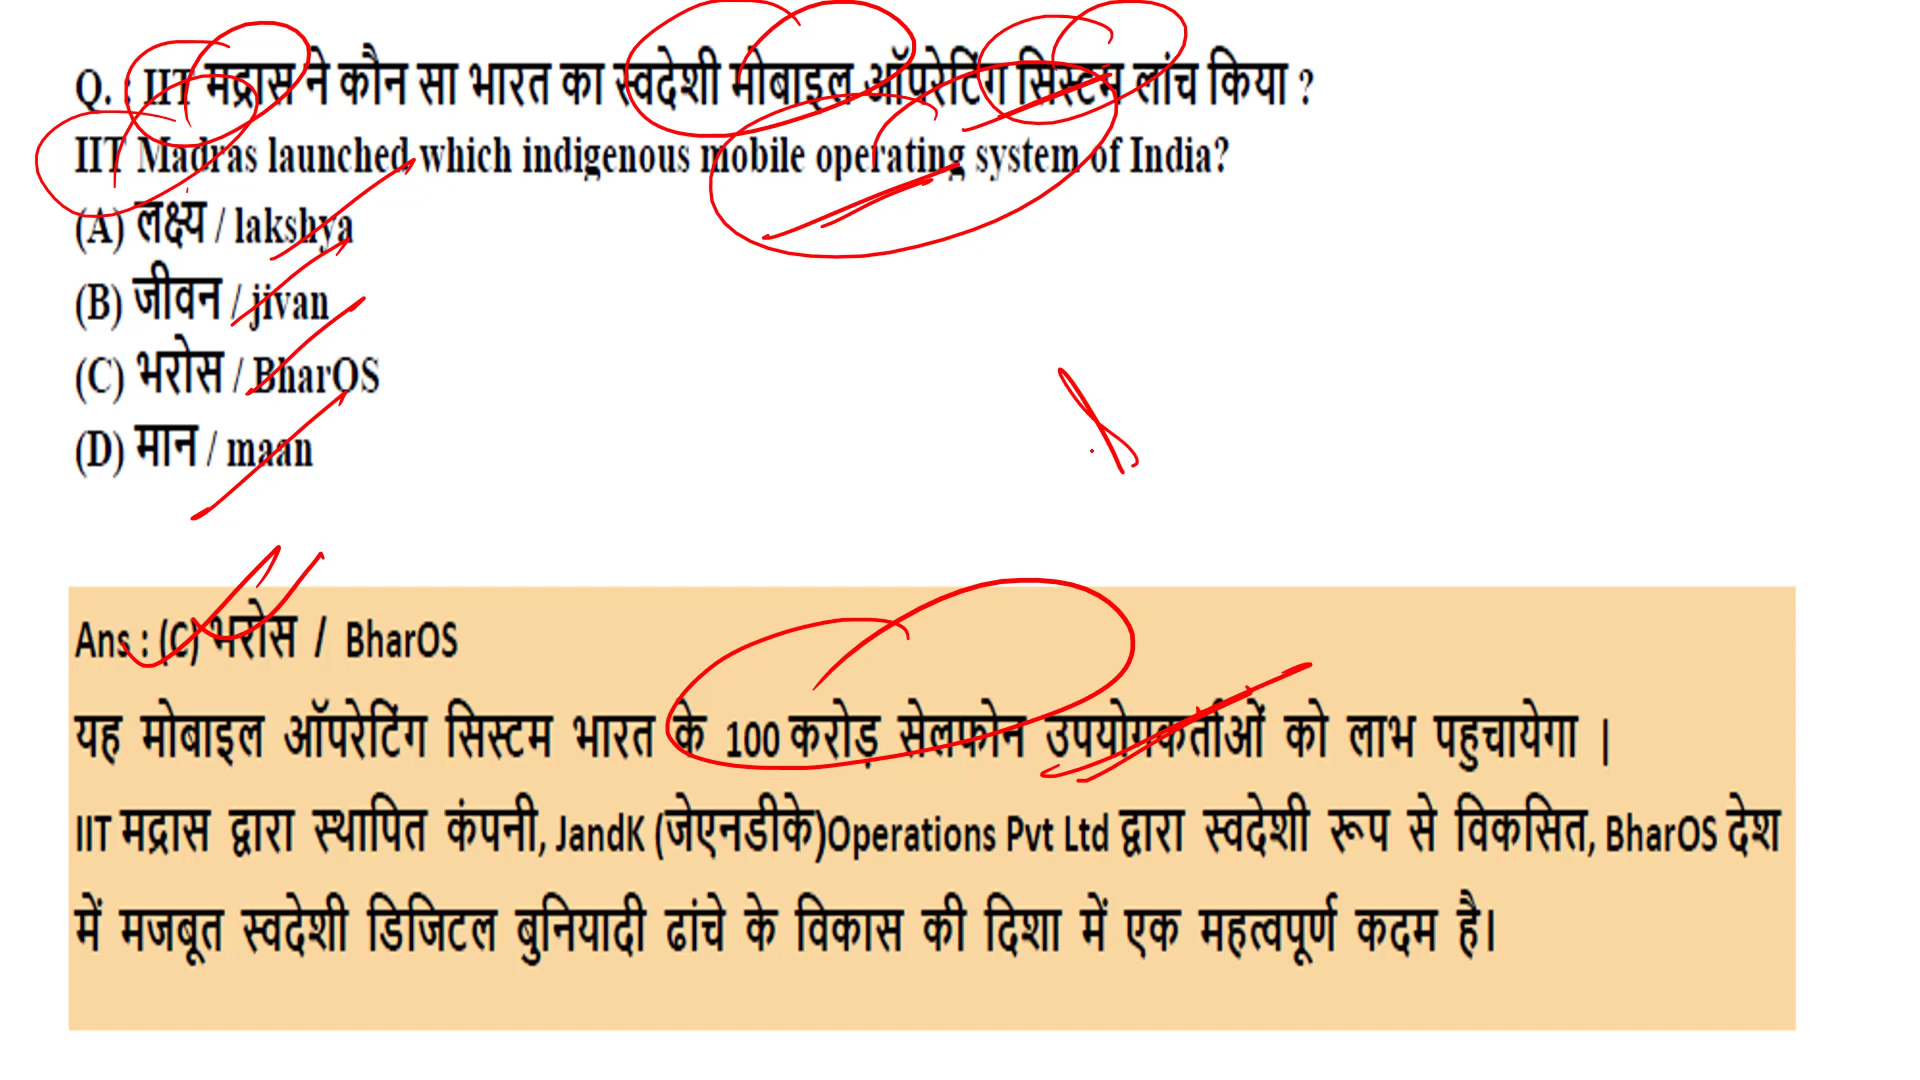 Q. : IIT मद्रास ने कौन सा भारत का स्वदेशी मोबाइल ऑपरेटिंग सिस्टम लांच किया ?
IIT Madras launched which indigenous mobile operating system of India?
(A) लक्ष्य / lakshya
(B) जीवन / jivan
(C) भरोस / BharOS
(D) मान / maan
Ans : (C) भरोस / BharOS
यह मोबाइल ऑपरेटिंग सिस्टम भारत के 100 करोड़ सेलफोन उपयोगकर्ताओं को लाभ पहुचायेगा |
IIT मद्रास द्वारा स्थापित कंपनी, JandK (जेएनडीके)Operations Pvt Ltd द्वारा स्वदेशी रूप से विकसित, BharOS देश
में मजबूत स्वदेशी डिजिटल बुनियादी ढांचे के विकास की दिशा में एक महत्वपूर्ण कदम है।